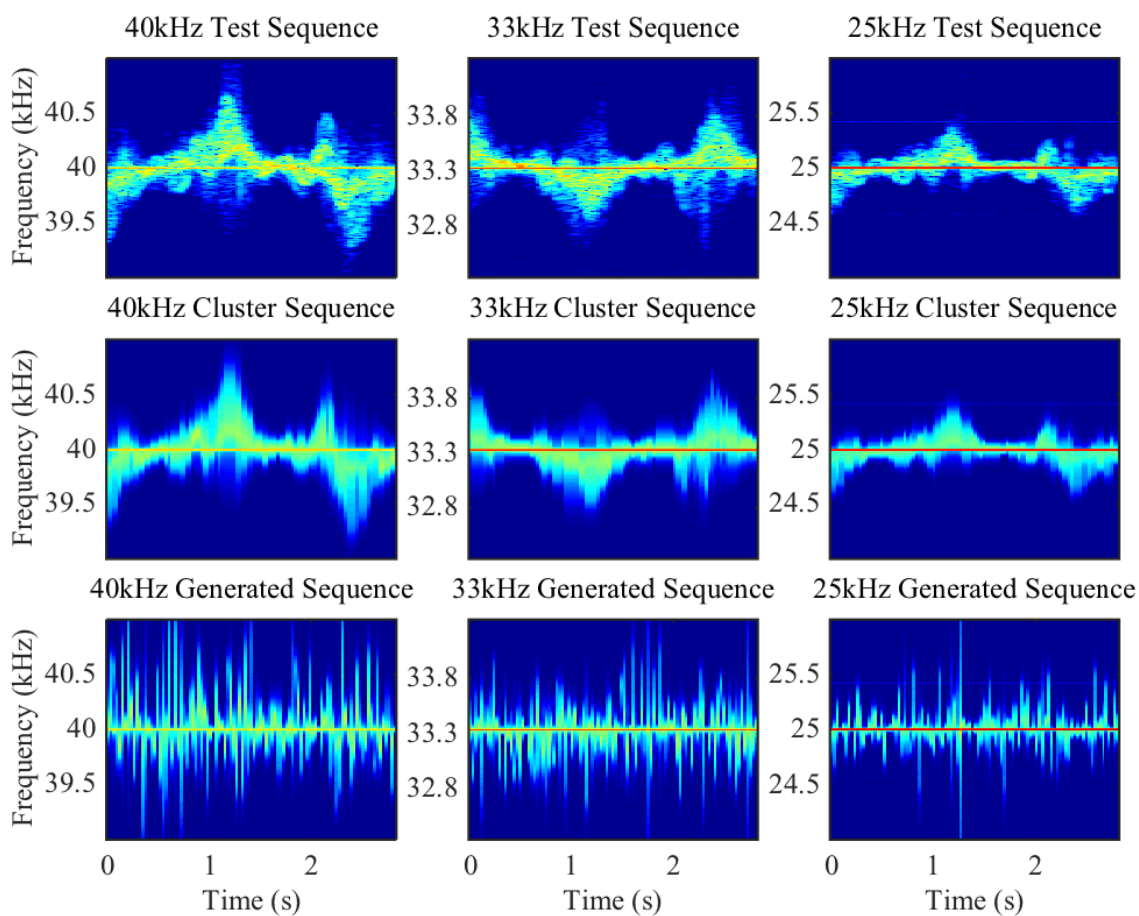 40kHz Test Sequence
33kHz Test Sequence
25kHz Test Sequence
Frequency (kHz)
40.5
40
39.5
33.8
33.3
32.8
25.5
25
24.5
40kHz Cluster Sequence
33kHz Cluster Sequence
25kHz Cluster Sequence
Frequency (kHz)
40.5
40
39.5
33.8
33.3
32.8
25.5
25
24.5
40kHz Generated Sequence
33kHz Generated Sequence
25kHz Generated Sequence
Frequency (kHz)
40.5
40
39.5
33.8
33.3
32.8
25.5
25
24.5
0 1 2
0 1 2
0 1 2
Time (s)
Time (s)
Time (s)